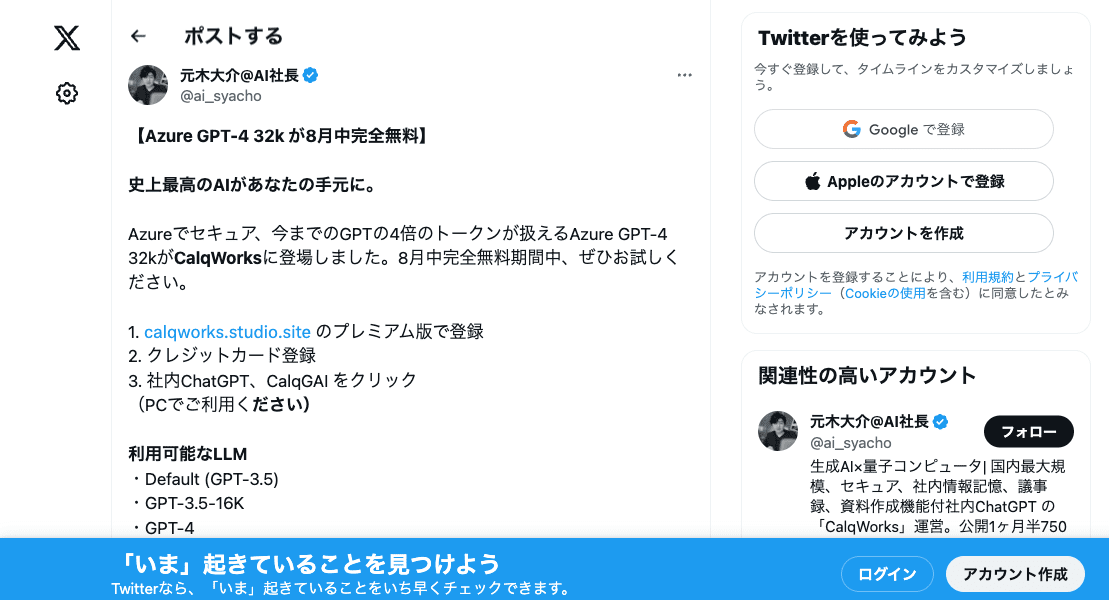 ポストする
元木大介@AI社長
@ai_syacho
【Azure GPT-4 32k が8月中完全無料】
史上最高のAIがあなたの手元に。
Azureでセキュア、今までのGPTの4倍のトークンが扱えるAzure GPT-4
32kがCalqWorksに登場しました。8月中完全無料期間中、ぜひお試しく
ださい。
1. calqworks.studio.site のプレミアム版で登録
2. クレジットカード登録
3. 社内ChatGPT、CalqGAI をクリック
（PCでご利用ください）
利用可能なLLM
・Default (GPT-3.5)
・GPT-3.5-16K
・GPT-4
Twitterを使ってみよう
今すぐ登録して、タイムラインをカスタマイズしましょ
う。
Google で登録
Appleのアカウントで登録
アカウントを作成
アカウントを登録することにより、利用規約とプライバ
シーポリシー（Cookieの使用を含む）に同意したとみ
なされます。
関連性の高いアカウント
元木大介@AI社長
@ai_syacho
フォロー
生成AI×量子コンピュータ| 国内最大規
模、セキュア、社内情報記憶、議事
録、資料作成機能付社内ChatGPT の
「CalqWorks」運営。公開1ヶ月半750
「いま」起きていることを見つけよう
Twitterなら、「いま」起きていることをいち早くチェックできます。
ログイン
アカウント作成